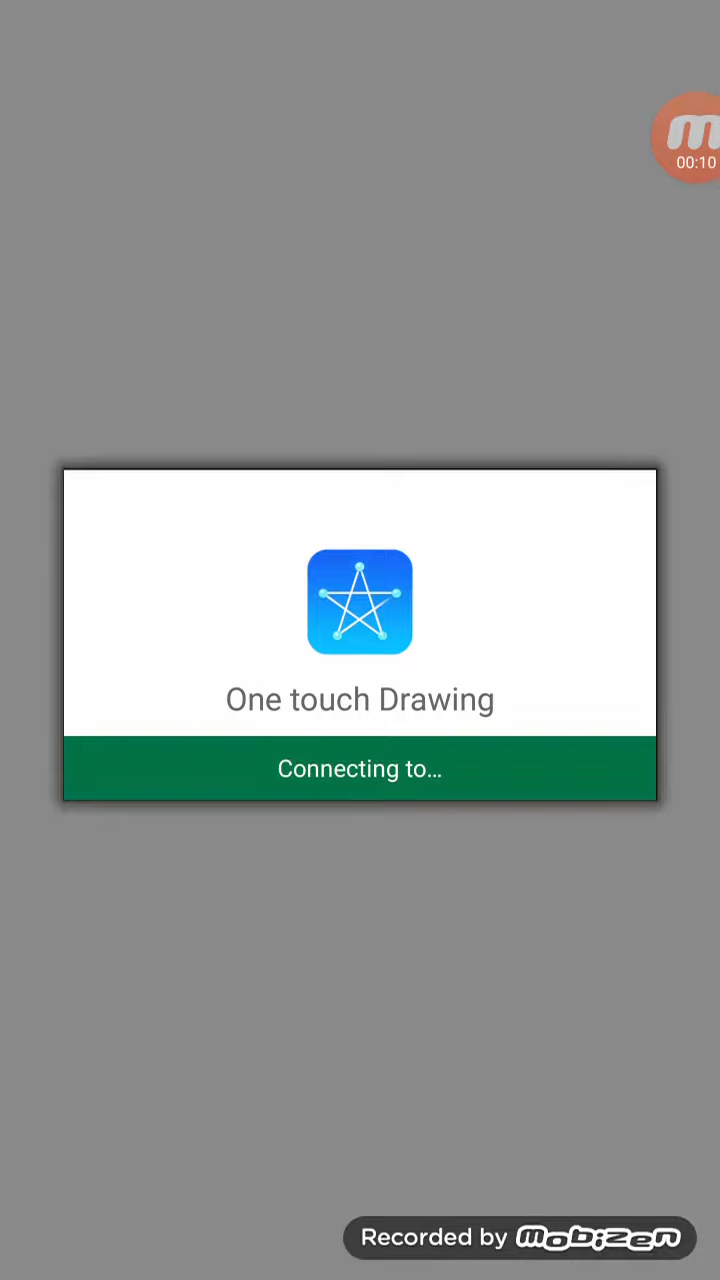 m
00:10
One touch Drawing
Connecting to...
Recorded by mobizen